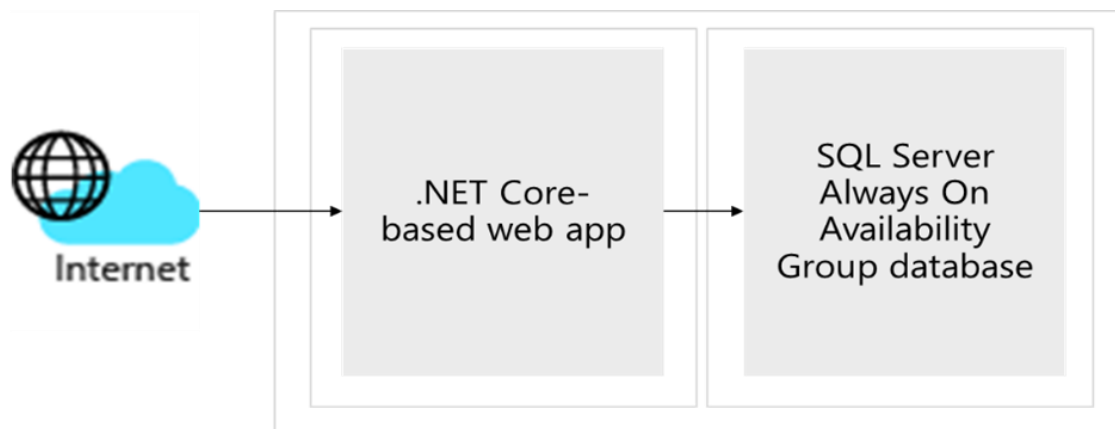 Internet
.NET Core-
based web app
SQL Server
Always On
Availability
Group database